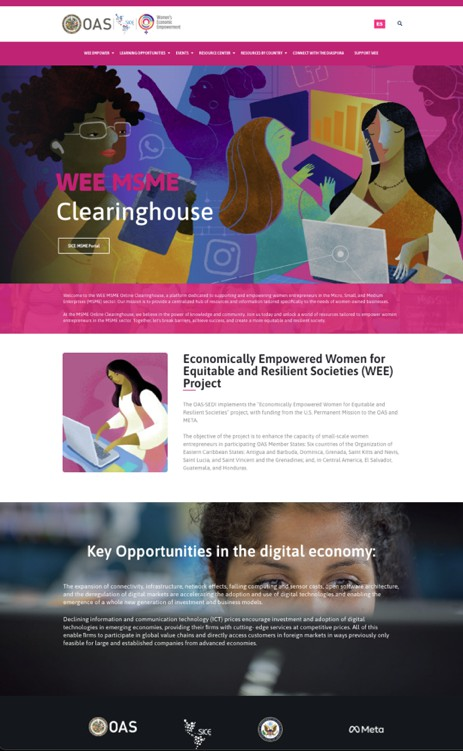 OAS
SICE
Women's
Economic
Empowerment
ES
WEE EMPOWER
LEARNING OPPORTUNITIES
EVENTS
RESOURCE CENTRE
RESOURCES BY COUNTRY
CONNECT WITH THE DIASPORA
SUPPORT WEE
WEE MSME
Clearinghouse
SICE MSME Portal
Welcome to the WEE MSME Online Clearinghouse, a platform dedicated to supporting and empowering women entrepreneurs in the Micro, Small, and Medium
Enterprises (MSME) sector. Our mission is to provide a centralized hub of resources and information tailored specifically to the needs of women-owned businesses.
At the MSME Online Clearinghouse, we believe in the power of knowledge and community. Join us today and unlock a world of resources tailored to empower women
entrepreneurs in the MSME sector. Together, let's break barriers, achieve success, and create a more equitable and resilient society.
Economically Empowered Women for
Equitable and Resilient Societies (WEE)
Project
The OAS-SEDI implements the "Economically Empowered Women for Equitable and
Resilient Societies" project, with funding from the U.S. Permanent Mission to the OAS and
META.
The objective of the project is to enhance the capacity of small-scale women
entrepreneurs in participating OAS Member States: Six countries of the Organization of
Eastern Caribbean States: Antigua and Barbuda, Dominica, Grenada, Saint Kitts and Nevis,
Saint Lucia, and Saint Vincent and the Grenadines; and, in Central America, El Salvador,
Guatemala, and Honduras.
Key Opportunities in the digital economy:
The expansion of connectivity, infrastructure, network effects, falling computing and sensor costs, open software architecture,
and the deregulation of digital markets are accelerating the adoption and use of digital technologies and enabling the
emergence of a whole new generation of investment and business models.
Declining information and communication technology (ICT) prices encourage investment and adoption of digital
technologies in emerging economies, providing their firms with cutting- edge services at competitive prices. All of this
enable firms to participate in global value chains and directly access customers in foreign markets in ways previously only
feasible for large and established companies from advanced economies.
OAS
SICE
Meta